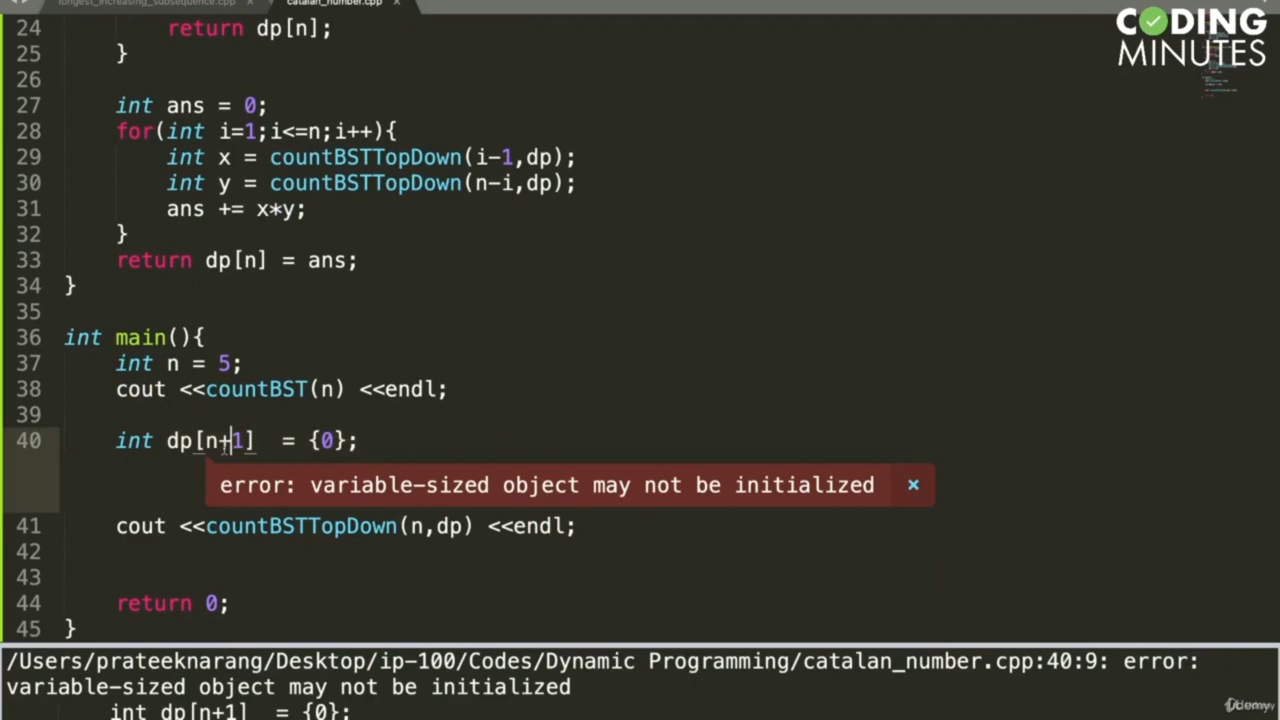 longest_increasing_subsequence.cpp × catalan_number.cpp ×
CODING
MINUTES
24 return dp[n];
25 }
26
27 int ans = 0;
28 for(int i=1;i<=n;i++){
29 int x = countBSTTopDown(i-1,dp);
30 int y = countBSTTopDown(n-i,dp);
31 ans += x*y;
32 }
33 return dp[n] = ans;
34 }
35
36 int main(){
37 int n = 5;
38 cout <<countBST(n) <<endl;
39
40 int dp[n+1]  = {0};
error: variable-sized object may not be initialized ×
41 cout <<countBSTTopDown(n,dp) <<endl;
42
43
44 return 0;
45 }
/Users/prateeknarang/Desktop/ip-100/Codes/Dynamic Programming/catalan_number.cpp:40:9: error:
variable-sized object may not be initialized
int dp[n+1]  = {0};
Udemy